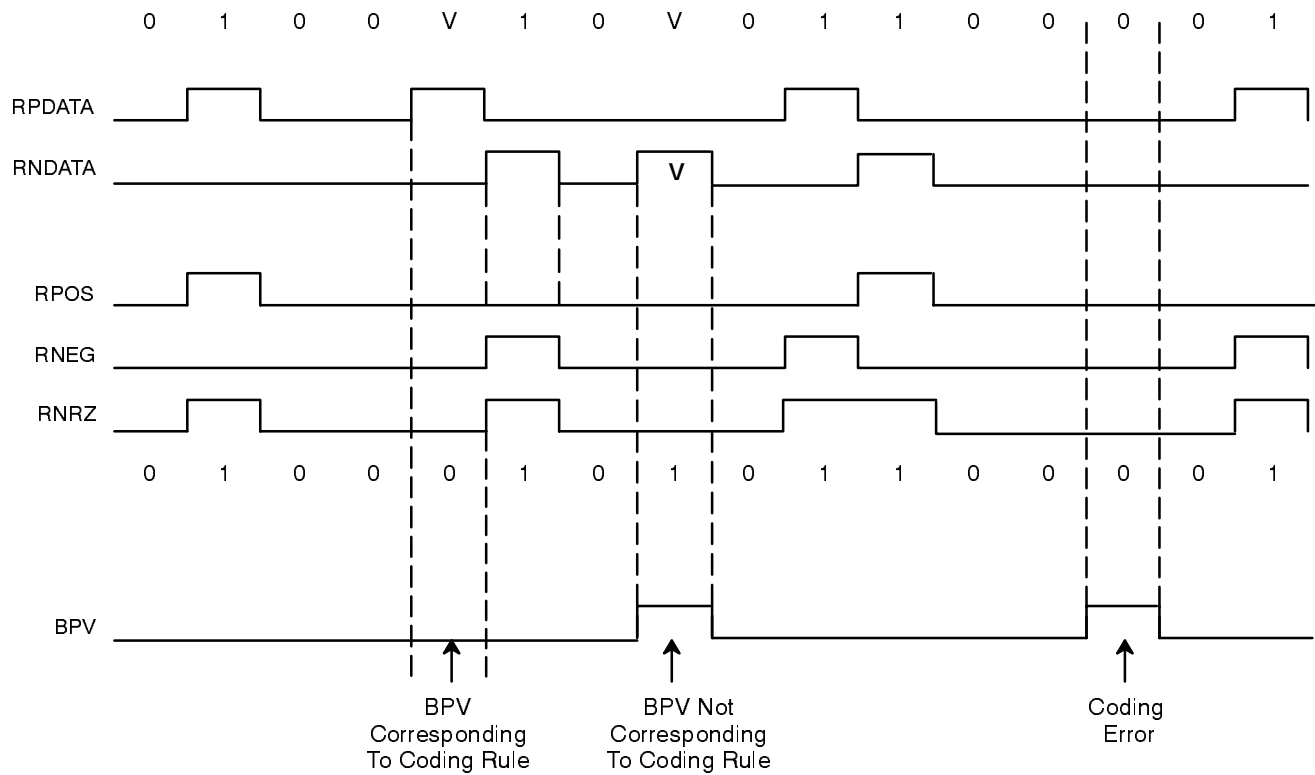 0 1 0 0 V 1 0 V 0 1 1 0 0 0 0 1
RPDATA
RNDATA
V
RPOS
RNEG
RNRZ
0 1 0 0 0 1 0 1 0 1 1 0 0 0 0 1
BPV
BPV
Corresponding
To Coding Rule
BPV Not
Corresponding
To Coding Rule
Coding
Error